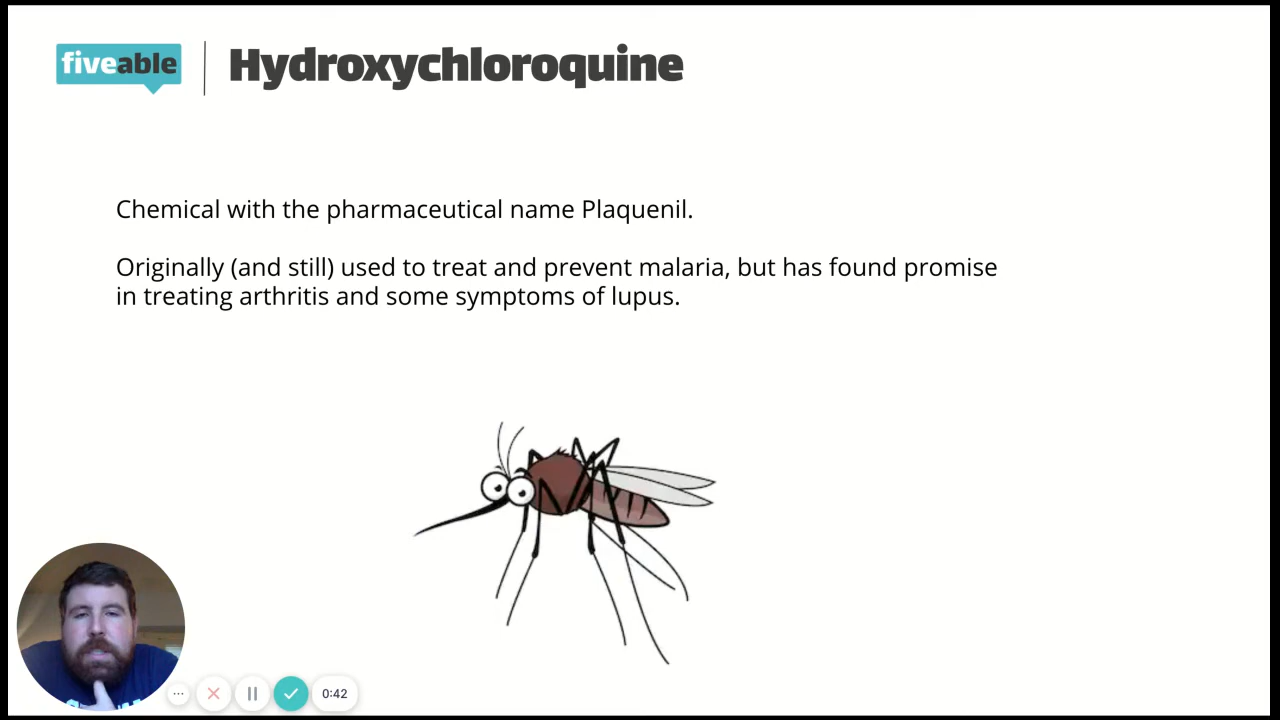 fiveable
Hydroxychloroquine
Chemical with the pharmaceutical name Plaquenil.
Originally (and still) used to treat and prevent malaria, but has found promise
in treating arthritis and some symptoms of lupus.
0:42